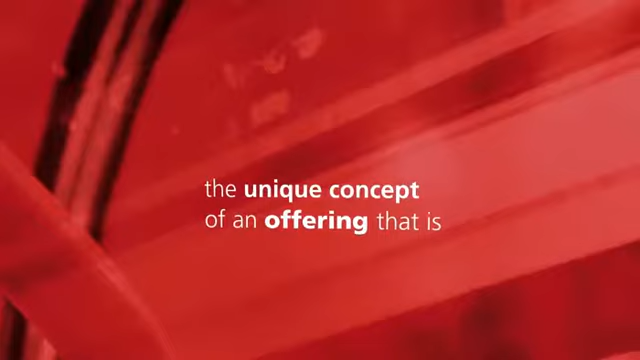 the unique concept
of an offering that is